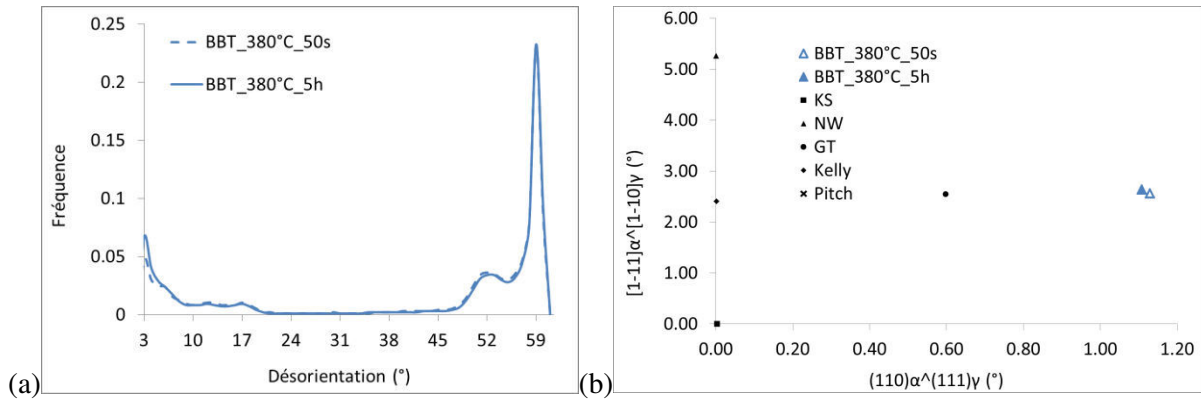 0.25
0.2
0.15
0.1
0.05
0
Fréquence
BBT_380°C_50s
BBT_380°C_5h
3 10 17 24 31 38 45 52 59
Désorientation (°)
(a)
(b)
6.00
5.00
4.00
3.00
2.00
1.00
0.00
[1-11]α^[1-10]γ (°)
BBT_380°C_50s
BBT_380°C_5h
KS
NW
GT
Kelly
Pitch
0.00 0.20 0.40 0.60 0.80 1.00 1.20
(110)α^(111)γ (°)